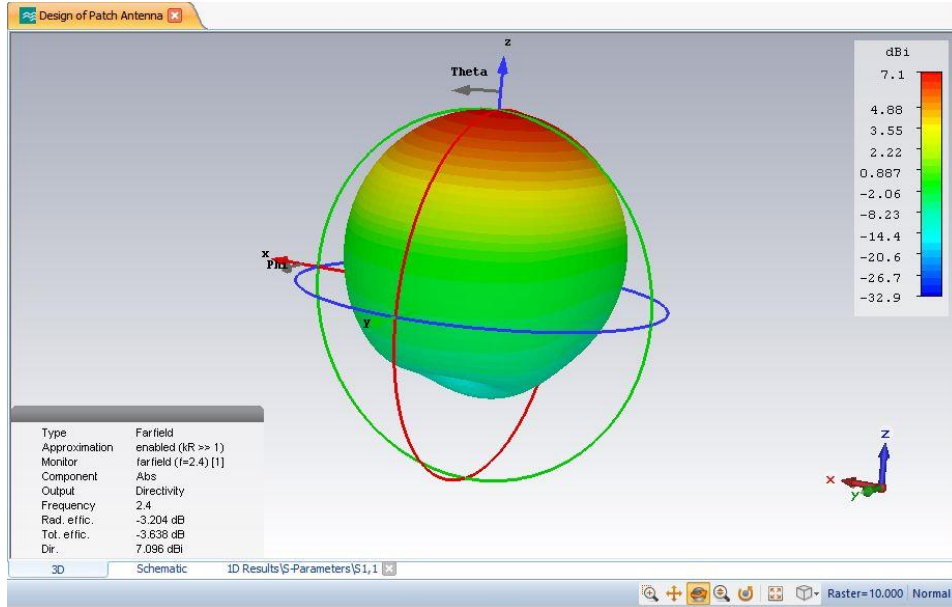 Design of Patch Antenna
z
Theta
dBi
7.1
4.88
3.55
2.22
0.887
-2.06
-8.23
-14.4
-20.6
-26.7
-32.9
x
Phi
Y
Type Farfield
Approximation enabled (kR >> 1)
Monitor farfield (f=2.4) [1]
Component Abs
Output Directivity
Frequency 2.4
Rad. effic. -3.204 dB
Tot. effic. -3.638 dB
Dir. 7.096 dBi
z
x
y
3D Schematic 1D Results\S-Parameters\S1,1
Raster=10.000 Normal